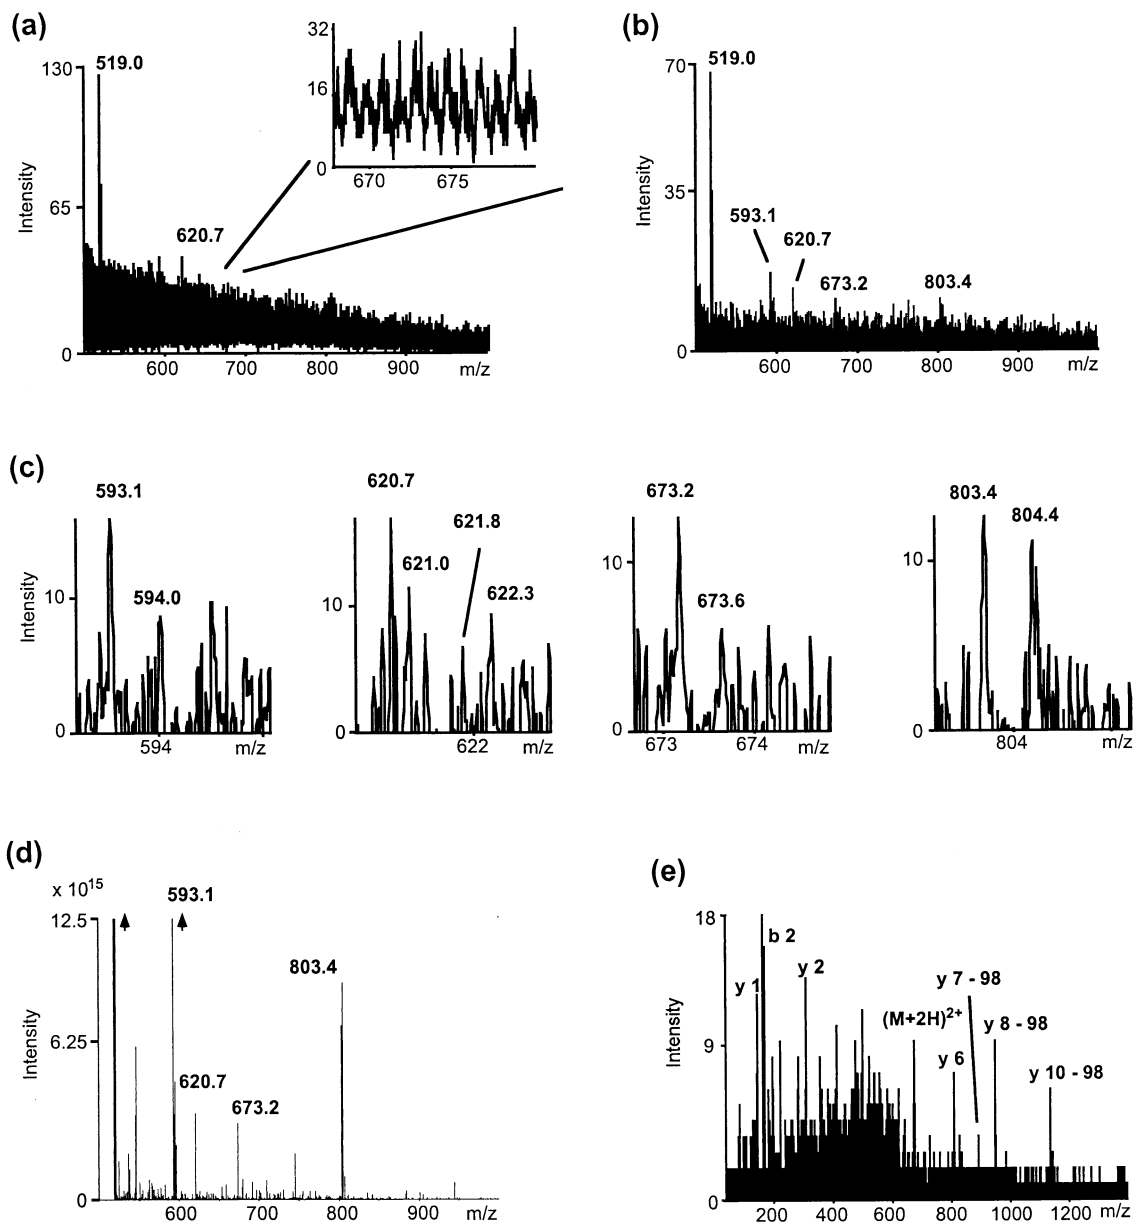 (a)
130
65
0
Intensity
519.0
620.7
600
700
800
900
m/z
32
16
0
670
675
(b)
70
35
0
Intensity
519.0
593.1
620.7
673.2
803.4
600
700
800
900
m/z
(c)
Intensity
10
0
593.1
594.0
594
m/z
10
0
620.7
621.0
621.8
622.3
622
m/z
10
0
673.2
673.6
673
674
m/z
10
0
803.4
804.4
804
m/z
(d)
x 10¹⁵
12.5
6.25
0
Intensity
593.1
620.7
673.2
803.4
600
700
800
900
m/z
(e)
18
9
0
Intensity
y 1
b 2
y 2
(M+2H)²⁺
y 6
y 7 - 98
y 8 - 98
y 10 - 98
200
400
600
800
1000
1200
m/z